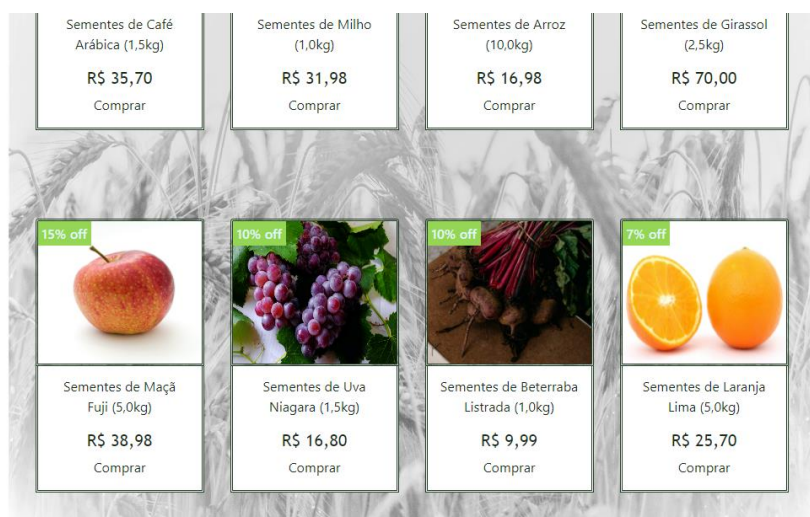 Sementes de Café
Arábica (1,5kg)
R$ 35,70
Comprar
Sementes de Milho
(1,0kg)
R$ 31,98
Comprar
Sementes de Arroz
(10,0kg)
R$ 16,98
Comprar
Sementes de Girassol
(2,5kg)
R$ 70,00
Comprar
15% off
Sementes de Maçã
Fuji (5,0kg)
R$ 38,98
Comprar
10% off
Sementes de Uva
Niagara (1,5kg)
R$ 16,80
Comprar
10% off
Sementes de Beterraba
Listrada (1,0kg)
R$ 9,99
Comprar
7% off
Sementes de Laranja
Lima (5,0kg)
R$ 25,70
Comprar